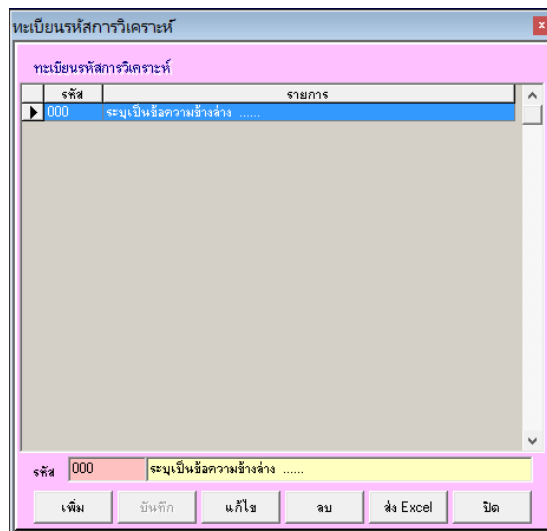 ทะเบียนรหัสการวิเคราะห์
x
ทะเบียนรหัสการวิเคราะห์
รหัส รายการ
000 ระบุเป็นข้อความข้างล่าง ......
รหัส 000 ระบุเป็นข้อความข้างล่าง ......
เพิ่ม บันทึก แก้ไข ลบ ส่ง Excel ปิด